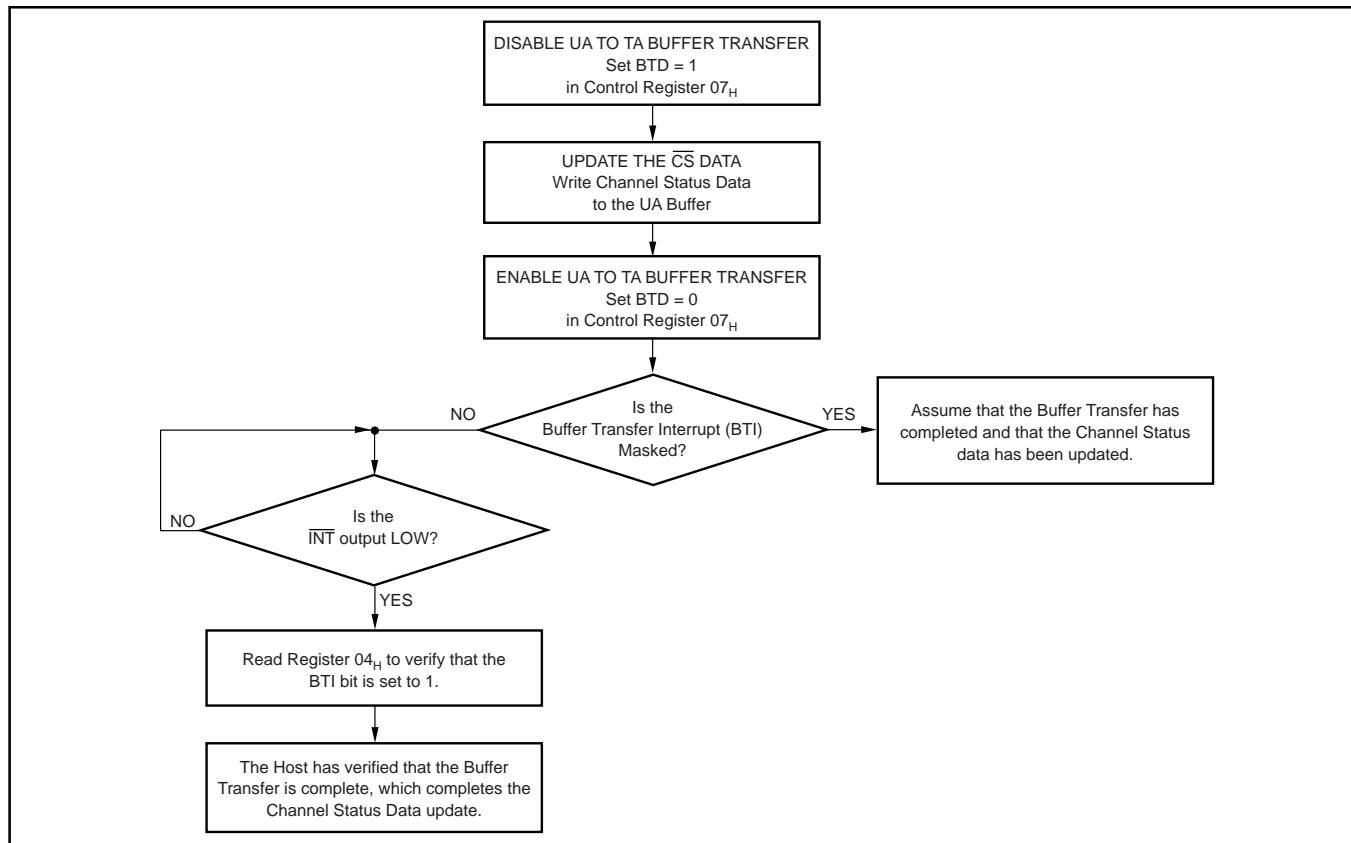 DISABLE UA TO TA BUFFER TRANSFER
Set BTD = 1
in Control Register 07H
UPDATE THE C̅S̅ DATA
Write Channel Status Data
to the UA Buffer
ENABLE UA TO TA BUFFER TRANSFER
Set BTD = 0
in Control Register 07H
Is the
Buffer Transfer Interrupt (BTI)
Masked?
NO
YES
Assume that the Buffer Transfer has
completed and that the Channel Status
data has been updated.
Is the
I̅N̅T̅ output LOW?
NO
YES
Read Register 04H to verify that the
BTI bit is set to 1.
The Host has verified that the Buffer
Transfer is complete, which completes the
Channel Status Data update.